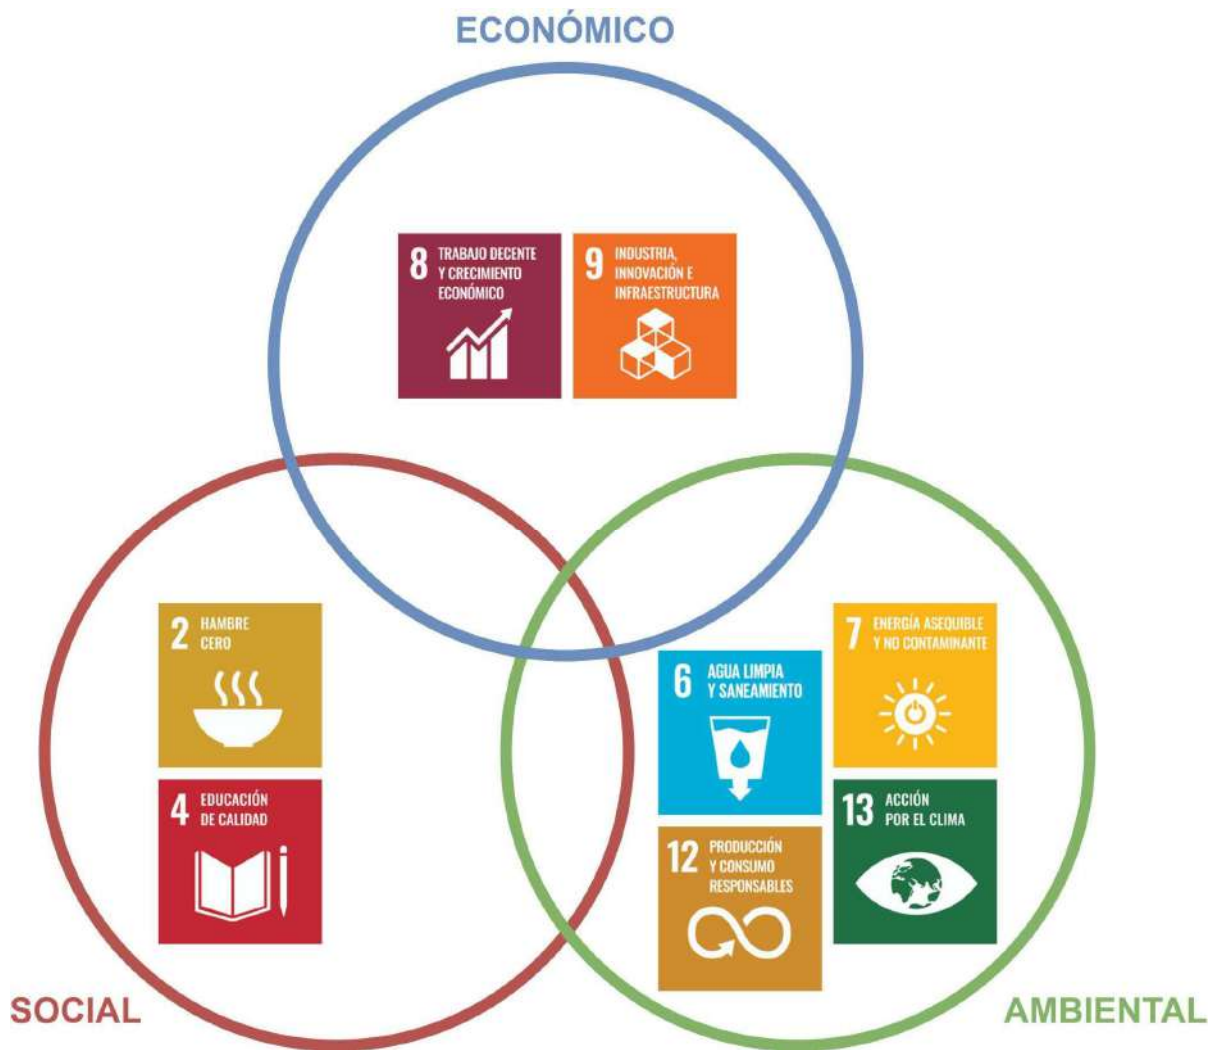 ECONÓMICO
8 TRABAJO DECENTE
Y CRECIMIENTO
ECONÓMICO
9 INDUSTRIA,
INNOVACIÓN E
INFRAESTRUCTURA
2 HAMBRE
CERO
4 EDUCACIÓN
DE CALIDAD
6 AGUA LIMPIA
Y SANEAMIENTO
7 ENERGÍA ASEQUIBLE
Y NO CONTAMINANTE
12 PRODUCCIÓN
Y CONSUMO
RESPONSABLES
13 ACCIÓN
POR EL CLIMA
SOCIAL
AMBIENTAL